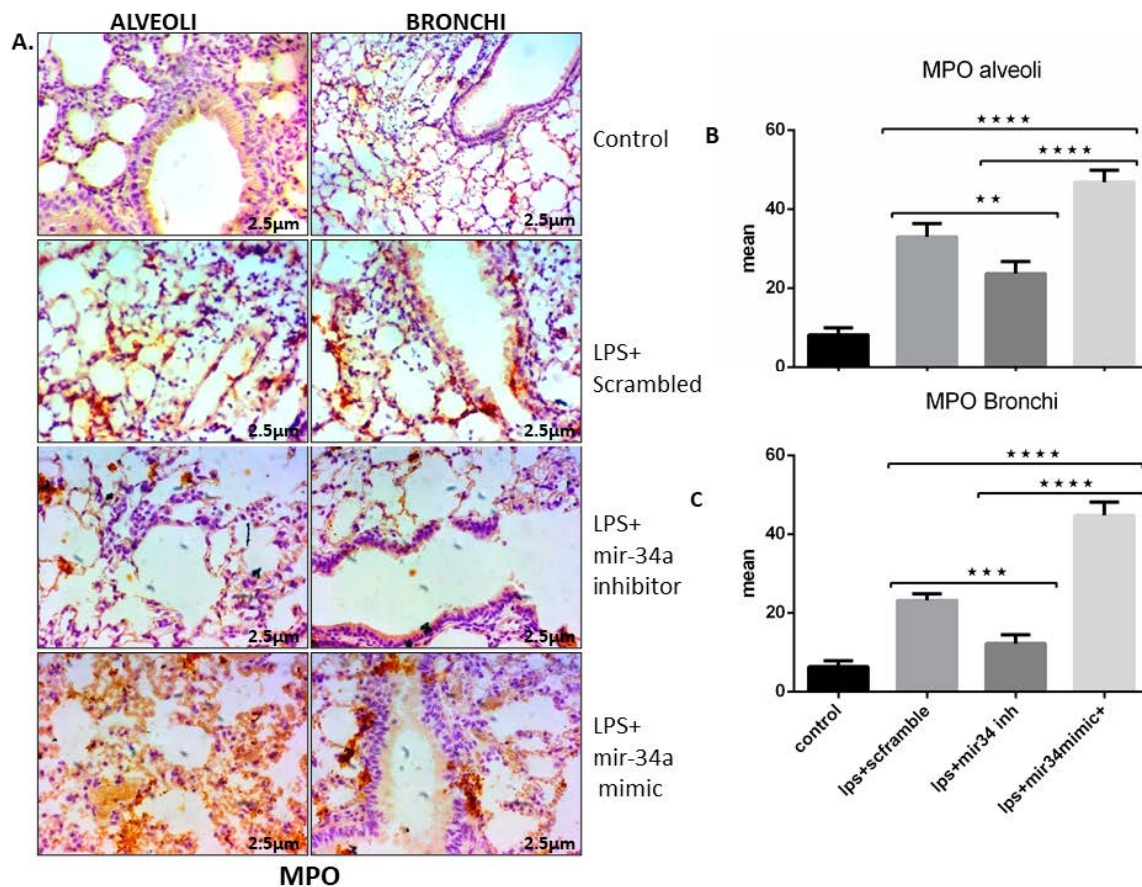 ALVEOLI BRONCHI
A.
2.5µm 2.5µm
Control
2.5µm 2.5µm
LPS+
Scrambled
2.5µm 2.5µm
LPS+
mir-34a
inhibitor
2.5µm 2.5µm
LPS+
mir-34a
mimic
MPO
B
MPO alveoli
60
40
20
0
mean
★★★★
★★★★
★★
C
MPO Bronchi
60
40
20
0
mean
★★★★
★★★★
★★★
control
lps+scframble
lps+mir34 inh
lps+mir34mimic+